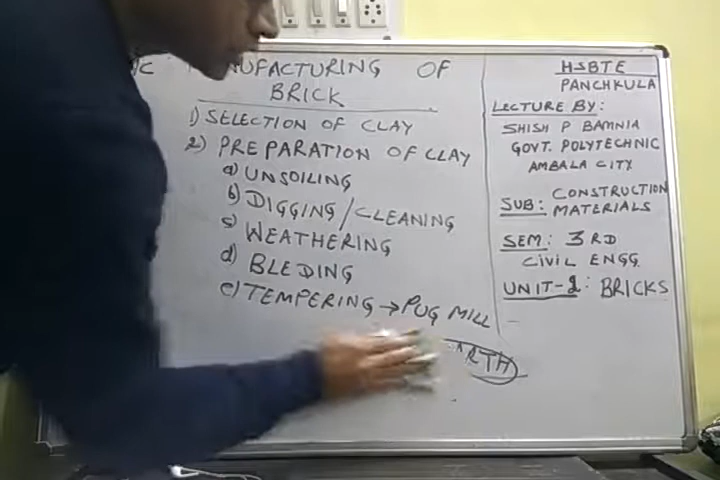 MANUFACTURING OF
BRICK
1) SELECTION OF CLAY
2) PREPARATION OF CLAY
a) UNSOILING
b) DIGGING/CLEANING
c) WEATHERING
d) BLEDING
e) TEMPERING → PUG MILL
HSBTE
PANCHKULA
LECTURE BY:
SHISH P BAMNIA
GOVT. POLYTECHNIC
AMBALA CITY
SUB: CONSTRUCTION
MATERIALS
SEM: 3RD
CIVIL ENGG.
UNIT-1: BRICKS